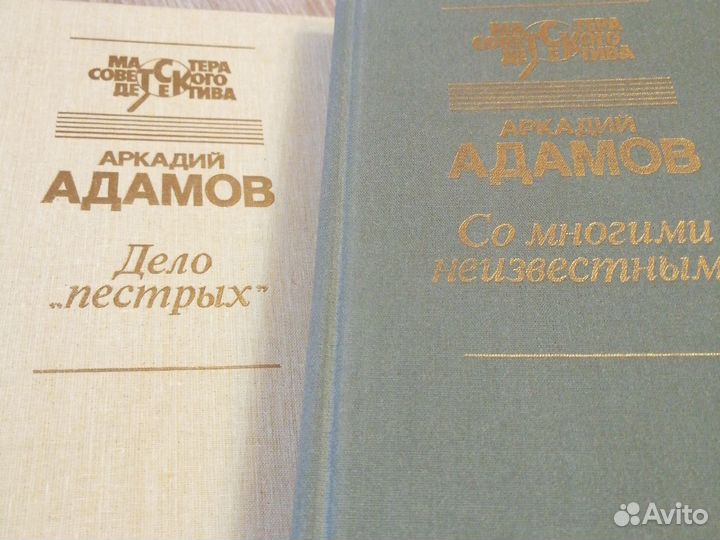 МАСТЕРА
СОВЕТСКОГО
ДЕТЕКТИВА
АРКАДИЙ
АДАМОВ
Дело
„пестрых”
МАСТЕРА
СОВЕТСКОГО
ДЕТЕКТИВА
АРКАДИЙ
АДАМОВ
Со многими
неизвестным
Avito